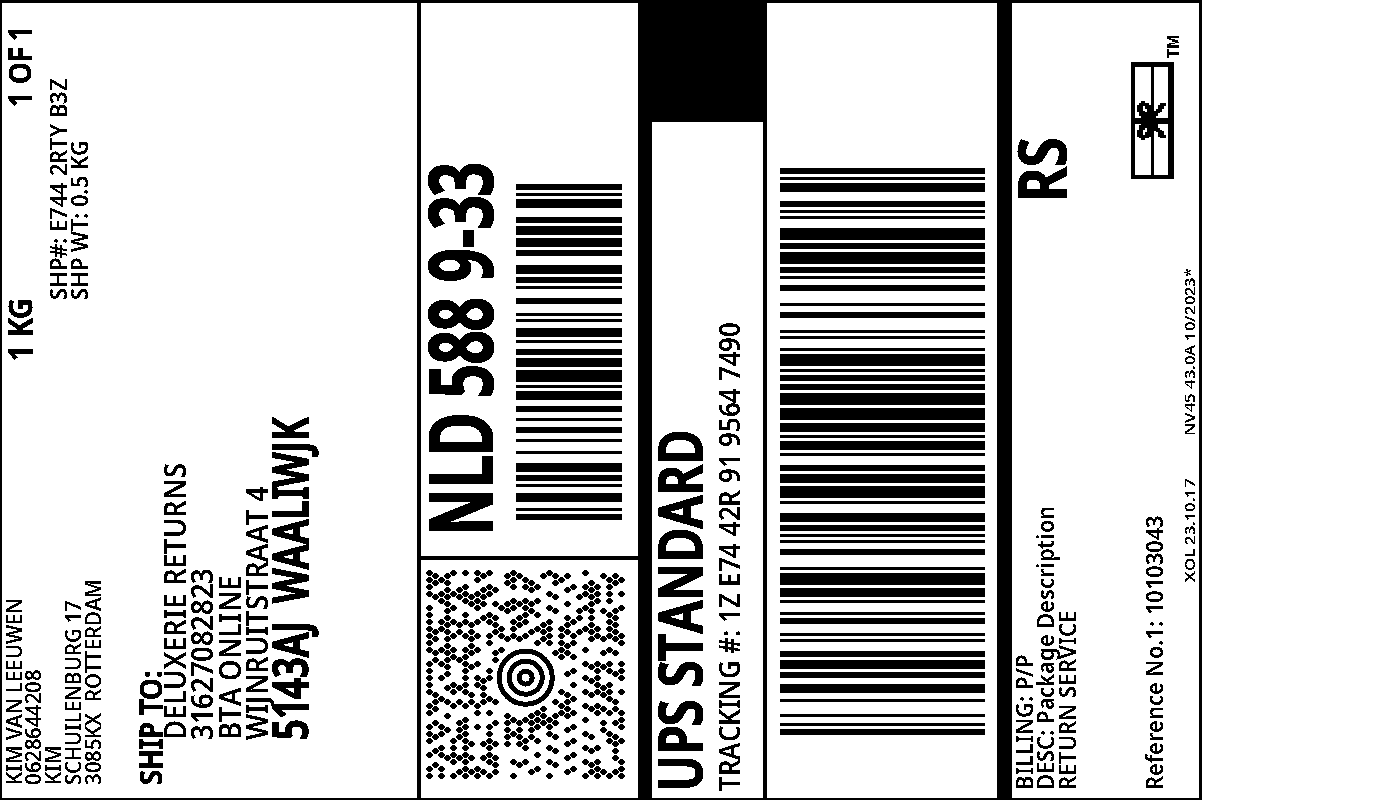 KIM VAN LEEUWEN
0628644208
KIM
SCHUILENBURG 17
3085KX ROTTERDAM
1 KG
1 OF 1
SHP#: E744 2RTY B3Z
SHP WT: 0.5 KG
SHIP TO:
DELUXERIE RETURNS
31627082823
BTA ONLINE
WIJNRUITSTRAAT 4
5143AJ WAALIWJK
NLD 588 9-33
UPS STANDARD
TRACKING #: 1Z E74 42R 91 9564 7490
BILLING: P/P
DESC: Package Description
RETURN SERVICE
RS
Reference No.1: 10103043
XOL 23.10.17 NV45 43.0A 10/2023*
TM